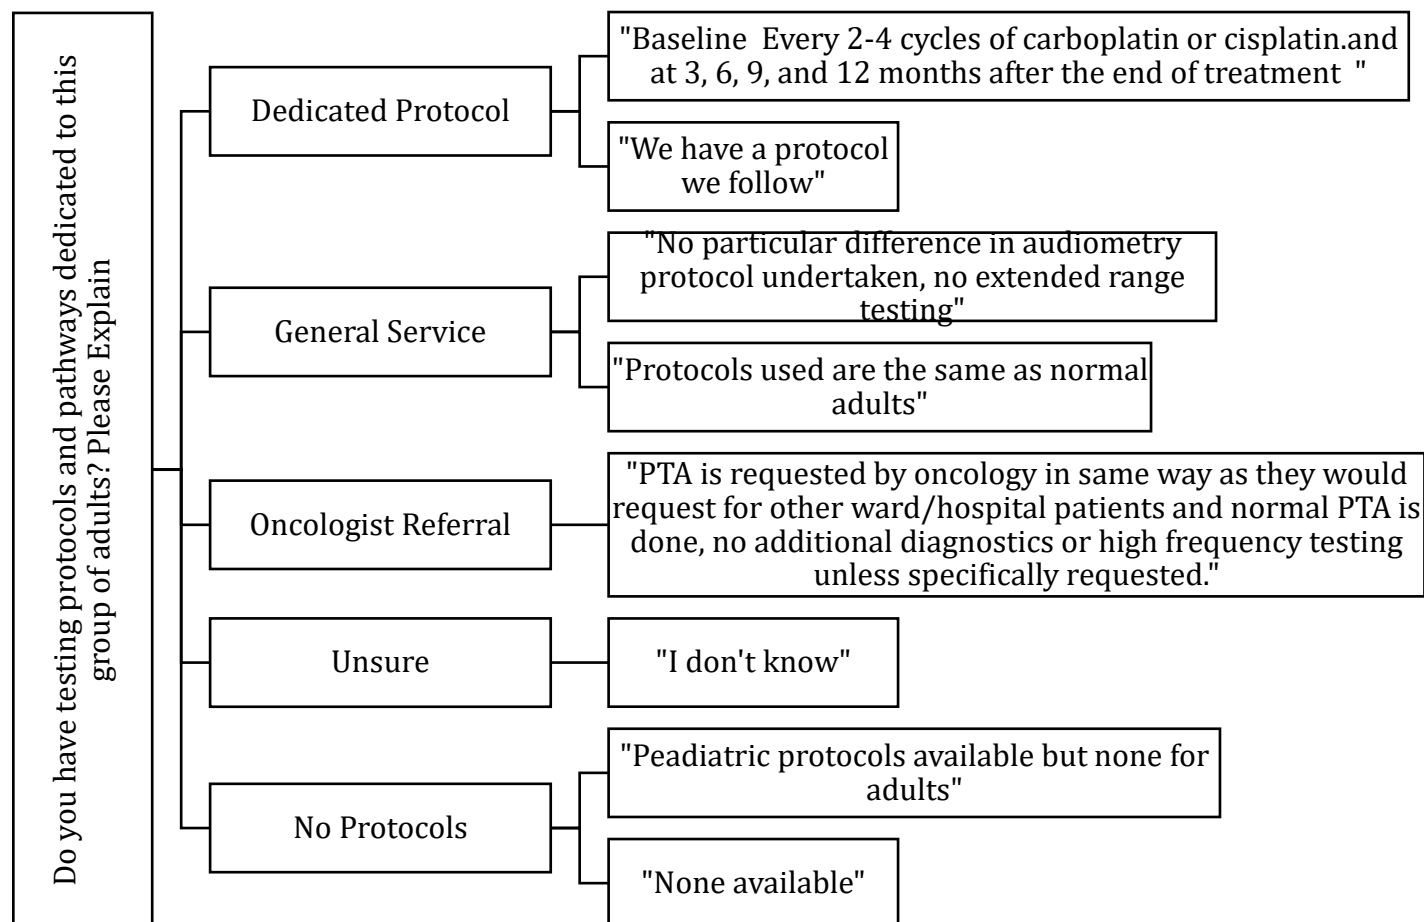 Do you have testing protocols and pathways dedicated to this
group of adults? Please Explain
Dedicated Protocol
"Baseline  Every 2-4 cycles of carboplatin or cisplatin.and
at 3, 6, 9, and 12 months after the end of treatment  "
"We have a protocol
we follow"
General Service
"No particular difference in audiometry
protocol undertaken, no extended range
testing"
"Protocols used are the same as normal
adults"
Oncologist Referral
"PTA is requested by oncology in same way as they would
request for other ward/hospital patients and normal PTA is
done, no additional diagnostics or high frequency testing
unless specifically requested."
Unsure
"I don't know"
No Protocols
"Peadiatric protocols available but none for
adults"
"None available"